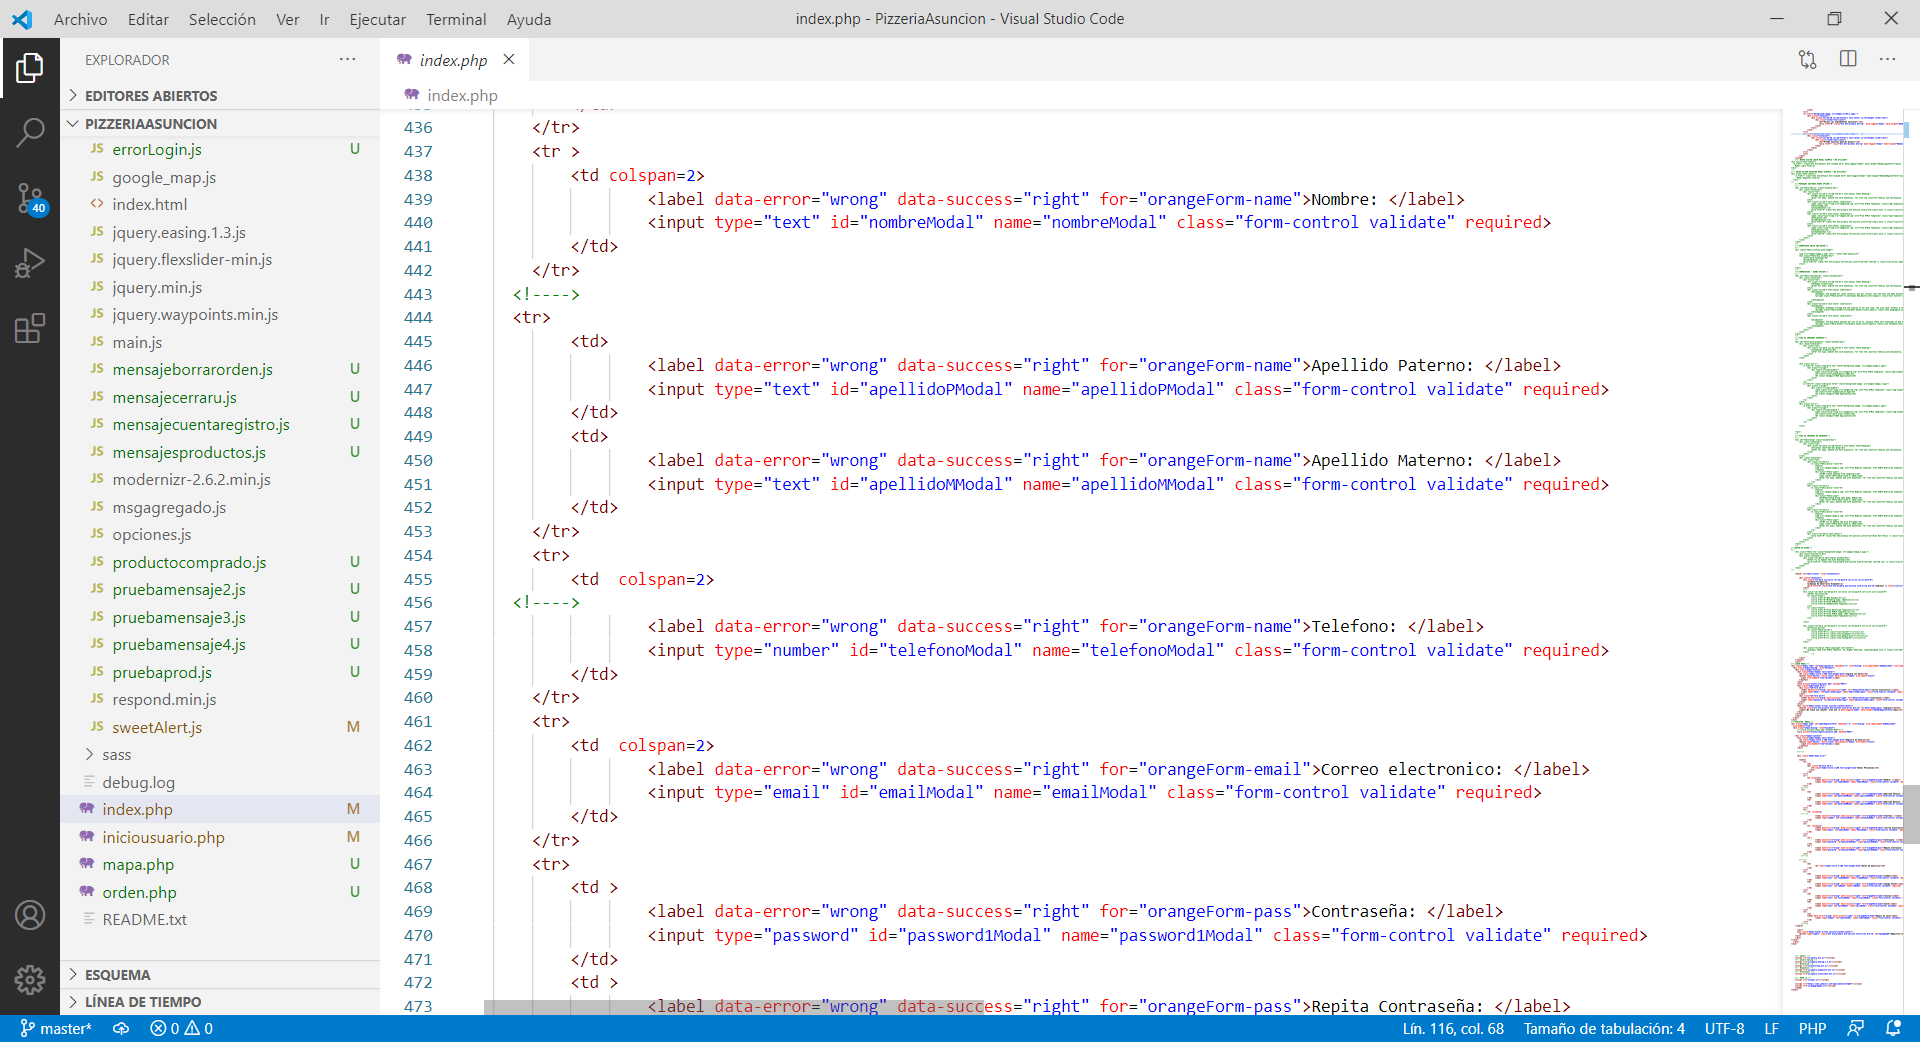 Archivo Editar Selección Ver Ir Ejecutar Terminal Ayuda
index.php - PizzeriaAsuncion - Visual Studio Code
EXPLORADOR
EDITORES ABIERTOS
PIZZERIAASUNCION
JS errorLogin.js U
JS google_map.js
<> index.html
JS jquery.easing.1.3.js
JS jquery.flexslider-min.js
JS jquery.min.js
JS jquery.waypoints.min.js
JS main.js
JS mensajeborrarorden.js U
JS mensajecerraru.js U
JS mensajecuentaregistro.js U
JS mensajesproductos.js U
JS modernizr-2.6.2.min.js
JS msgagregado.js
JS opciones.js
JS productocomprado.js U
JS pruebamensaje2.js U
JS pruebamensaje3.js U
JS pruebamensaje4.js U
JS pruebaprod.js U
JS respond.min.js
JS sweetAlert.js M
sass
debug.log
index.php M
iniciousuario.php M
mapa.php U
orden.php U
README.txt
ESQUEMA
LÍNEA DE TIEMPO
40
index.php
index.php
436 </tr>
437 <tr >
438 <td colspan=2>
439 <label data-error="wrong" data-success="right" for="orangeForm-name">Nombre: </label>
440 <input type="text" id="nombreModal" name="nombreModal" class="form-control validate" required>
441 </td>
442 </tr>
443 <!---->
444 <tr>
445 <td>
446 <label data-error="wrong" data-success="right" for="orangeForm-name">Apellido Paterno: </label>
447 <input type="text" id="apellidoPModal" name="apellidoPModal" class="form-control validate" required>
448 </td>
449 <td>
450 <label data-error="wrong" data-success="right" for="orangeForm-name">Apellido Materno: </label>
451 <input type="text" id="apellidoMModal" name="apellidoMModal" class="form-control validate" required>
452 </td>
453 </tr>
454 <tr>
455 <td  colspan=2>
456 <!---->
457 <label data-error="wrong" data-success="right" for="orangeForm-name">Telefono: </label>
458 <input type="number" id="telefonoModal" name="telefonoModal" class="form-control validate" required>
459 </td>
460 </tr>
461 <tr>
462 <td  colspan=2>
463 <label data-error="wrong" data-success="right" for="orangeForm-email">Correo electronico: </label>
464 <input type="email" id="emailModal" name="emailModal" class="form-control validate" required>
465 </td>
466 </tr>
467 <tr>
468 <td >
469 <label data-error="wrong" data-success="right" for="orangeForm-pass">Contraseña: </label>
470 <input type="password" id="password1Modal" name="password1Modal" class="form-control validate" required>
471 </td>
472 <td >
473 <label data-error="wrong" data-success="right" for="orangeForm-pass">Repita Contraseña: </label>
master* 0 0
Lín. 116, col. 68 Tamaño de tabulación: 4 UTF-8 LF PHP